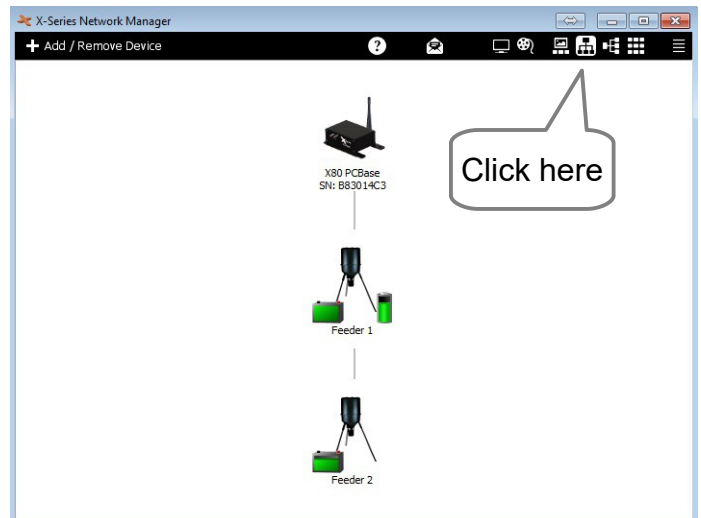 X-Series Network Manager
+ Add / Remove Device
?
Click here
X80 PCBase
SN: B83014C3
Feeder 1
Feeder 2